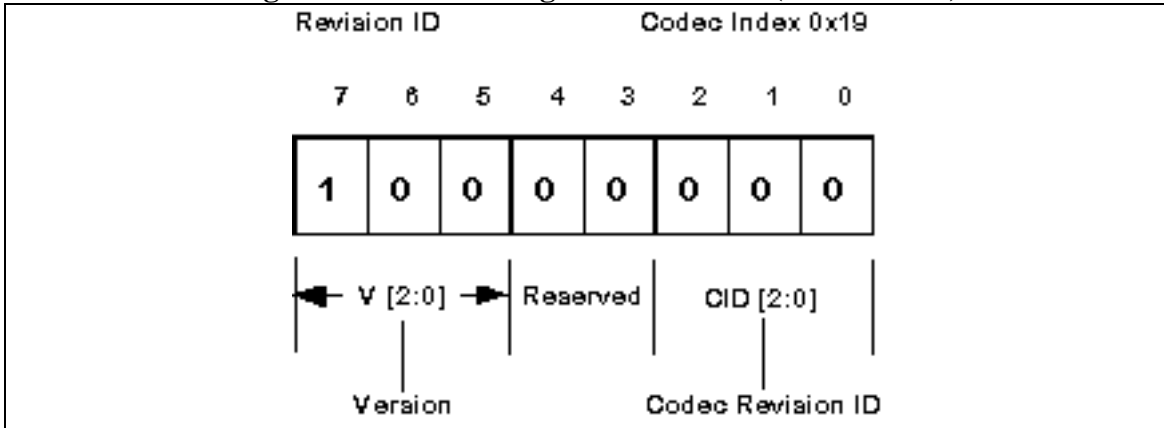 Revision ID Codec Index 0x19
7 6 5 4 3 2 1 0
1 0 0 0 0 0 0 0
V [2:0] Reserved CID [2:0]
Version Codec Revision ID